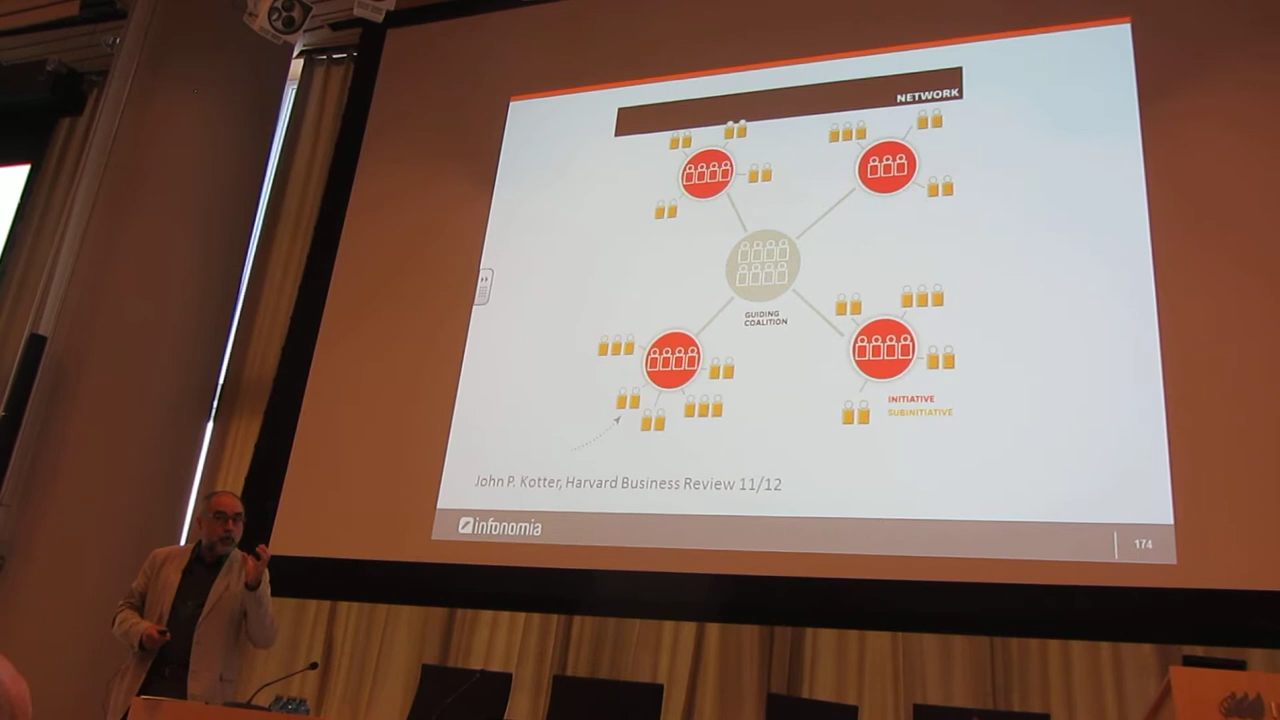 NETWORK
GUIDING
COALITION
INITIATIVE
SUBINITIATIVE
John P. Kotter, Harvard Business Review 11/12
infonomia
174